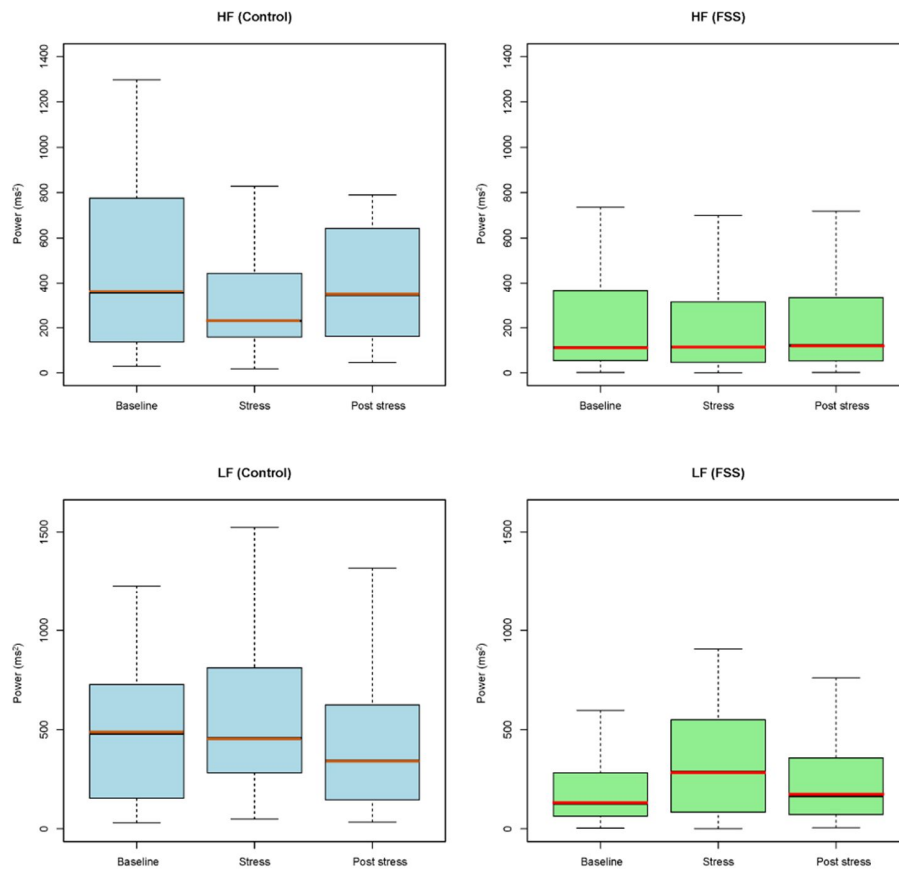 HF (Control)
Power (ms²)
0 200 400 600 800 1000 1200 1400
Baseline Stress Post stress
HF (FSS)
Power (ms²)
0 200 400 600 800 1000 1200 1400
Baseline Stress Post stress
LF (Control)
Power (ms²)
0 500 1000 1500
Baseline Stress Post stress
LF (FSS)
Power (ms²)
0 500 1000 1500
Baseline Stress Post stress